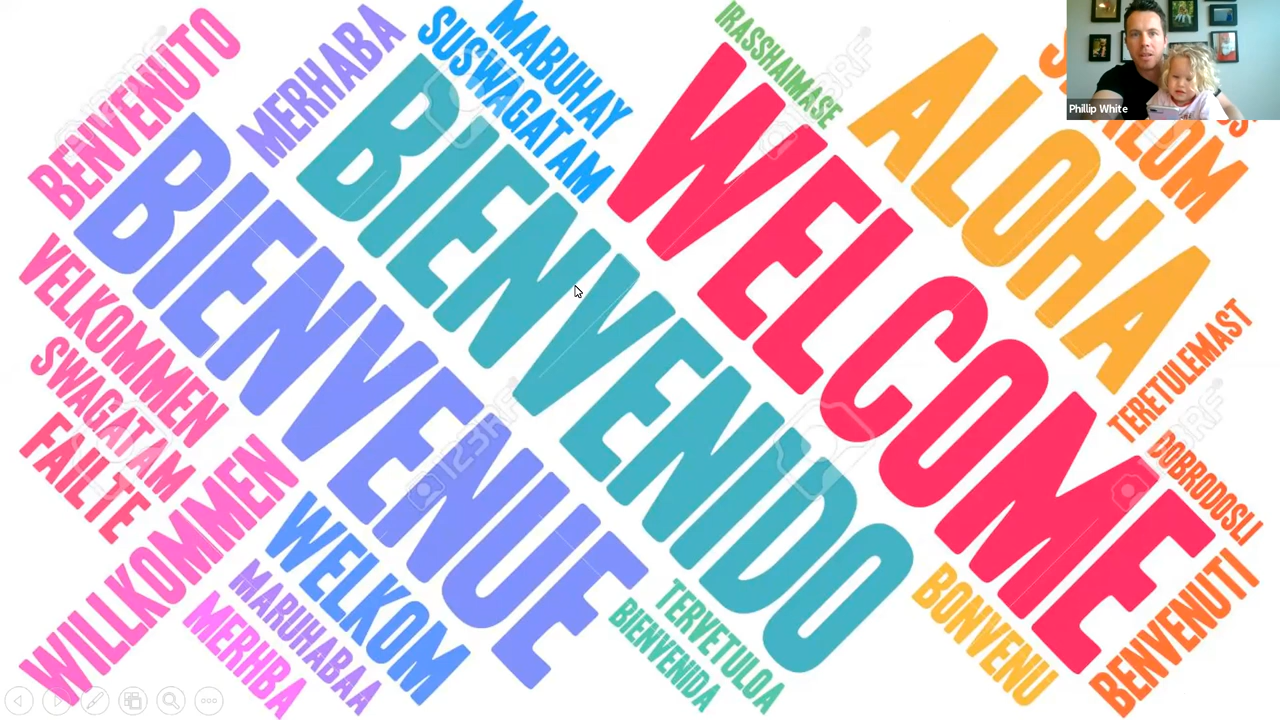 BENVENUTO
MERHABA
SUSWAGATAM
MABUHAY
IRASSHAIMASE
BIENVENUE
BIENVENIDO
WELCOME
ALOHA
Phillip White
VELKOMMEN
SWAGATAM
FAILTE
WILLKOMMEN
WELKOM
MARUHABAA
MERHBA
TERVETULOA
BIENVENIDA
BONVENU
TERETULEMAST
DOBRODOSLI
BENVENUTI
123RF